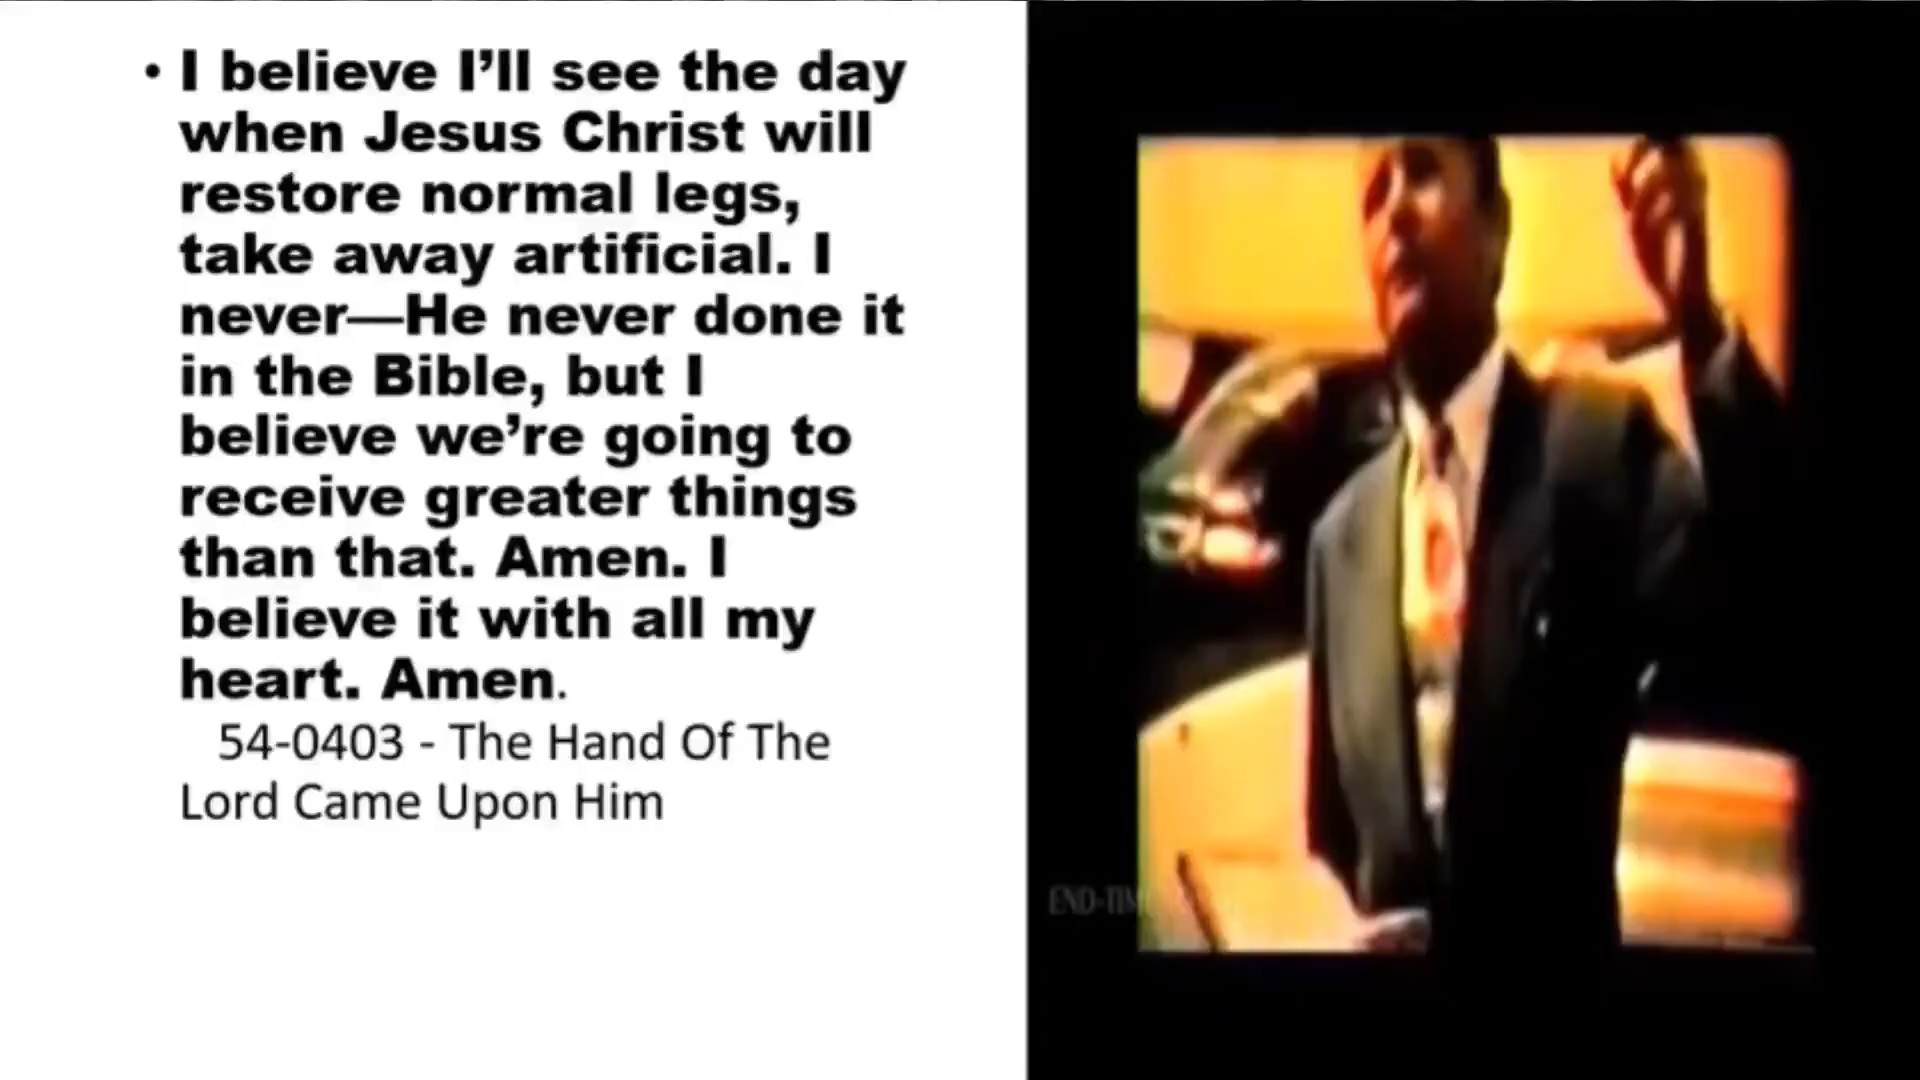 • I believe I’ll see the day
when Jesus Christ will
restore normal legs,
take away artificial. I
never—He never done it
in the Bible, but I
believe we’re going to
receive greater things
than that. Amen. I
believe it with all my
heart. Amen.
54-0403 - The Hand Of The
Lord Came Upon Him
END-TIM